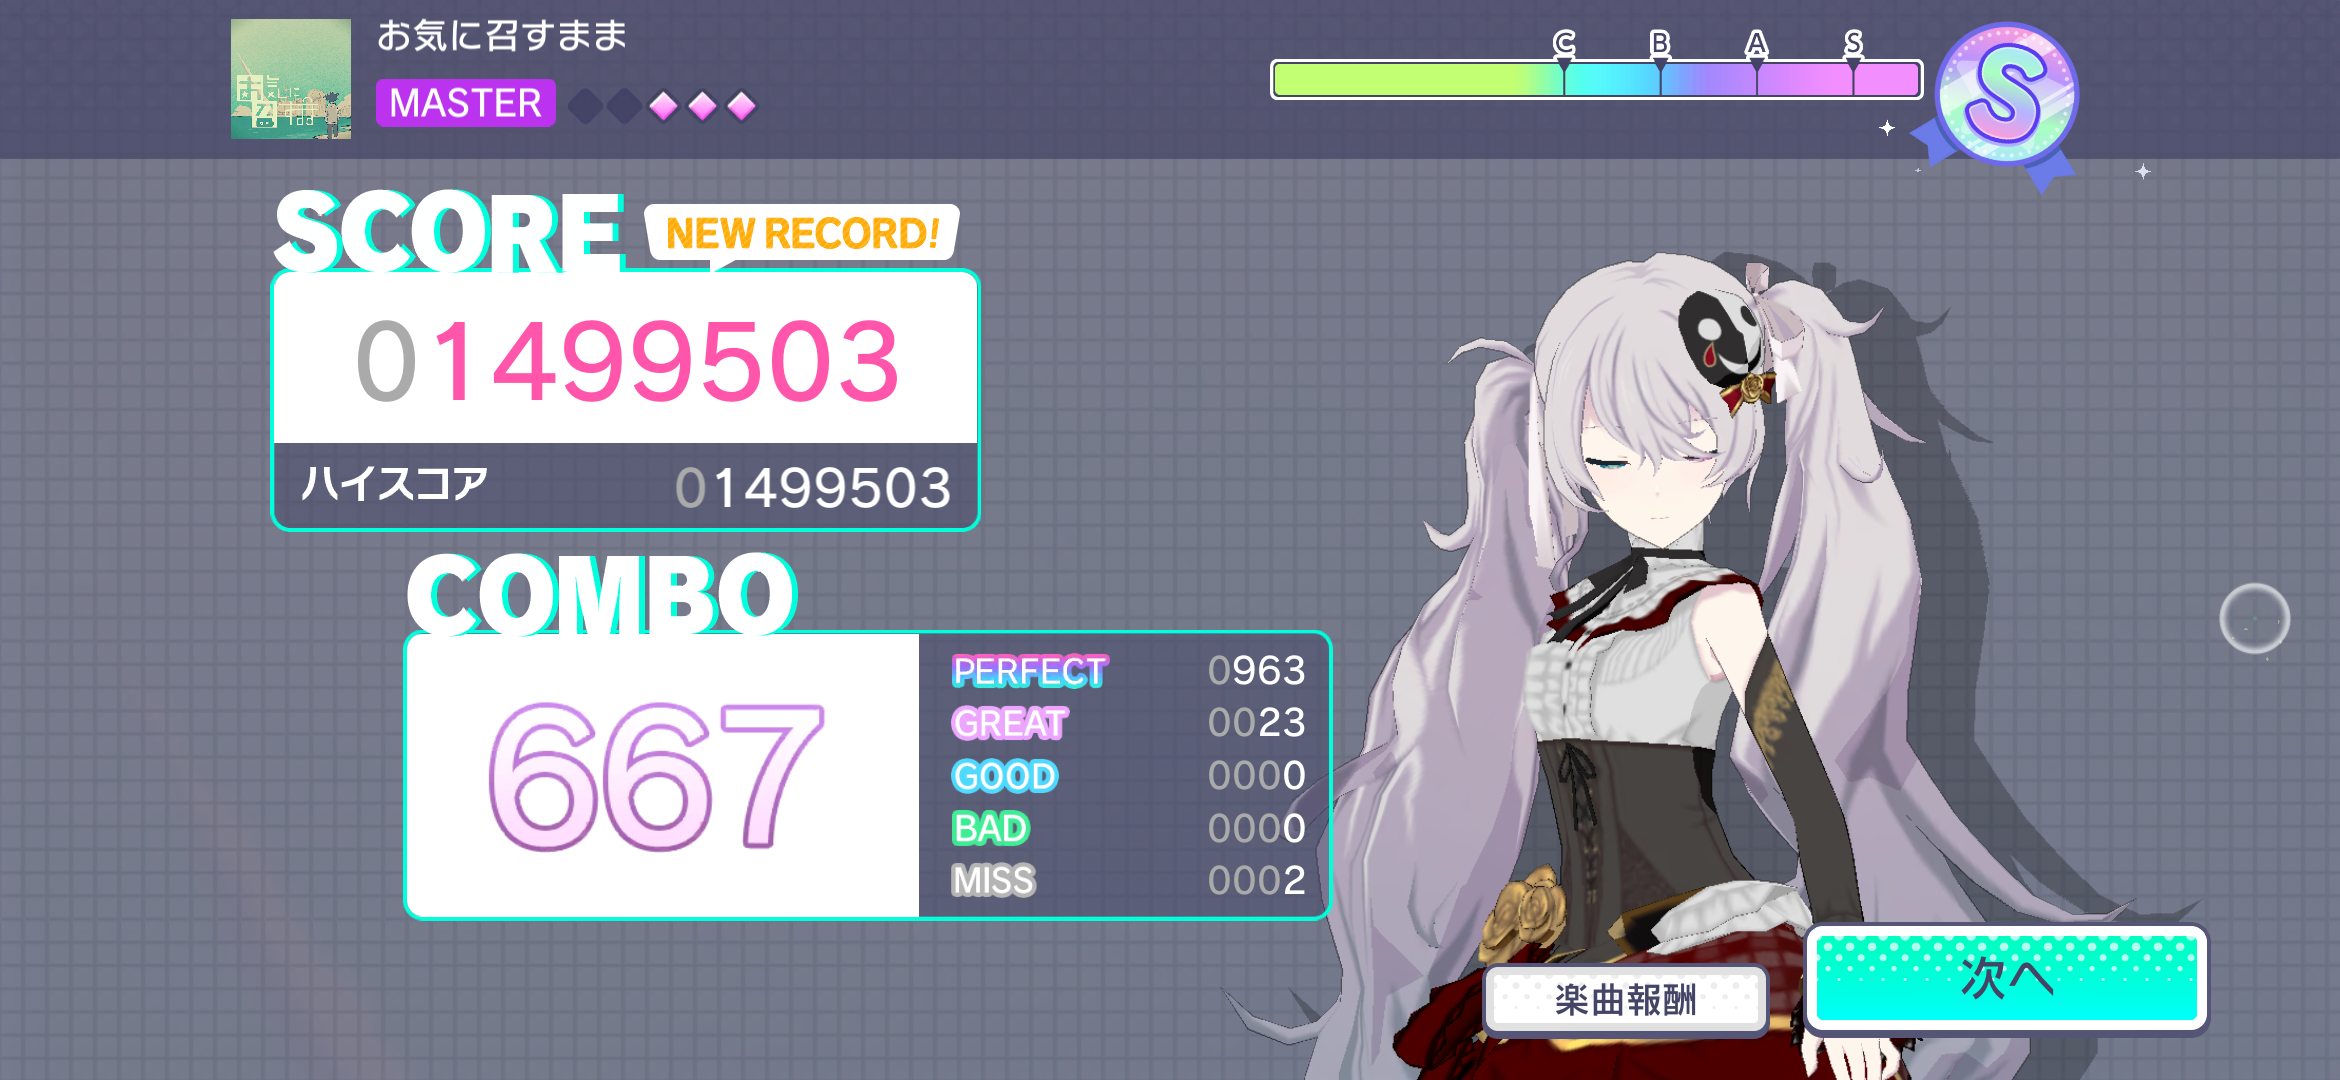 お気に召すまま
MASTER
C B A S
S
SCORE
NEW RECORD!
01499503
ハイスコア 01499503
COMBO
667
PERFECT 0963
GREAT 0023
GOOD 0000
BAD 0000
MISS 0002
楽曲報酬
次へ